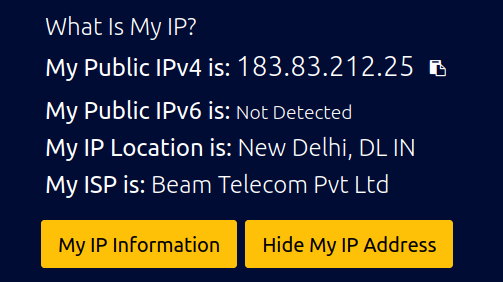 What Is My IP?
My Public IPv4 is: 183.83.212.25
My Public IPv6 is: Not Detected
My IP Location is: New Delhi, DL IN
My ISP is: Beam Telecom Pvt Ltd
My IP Information Hide My IP Address